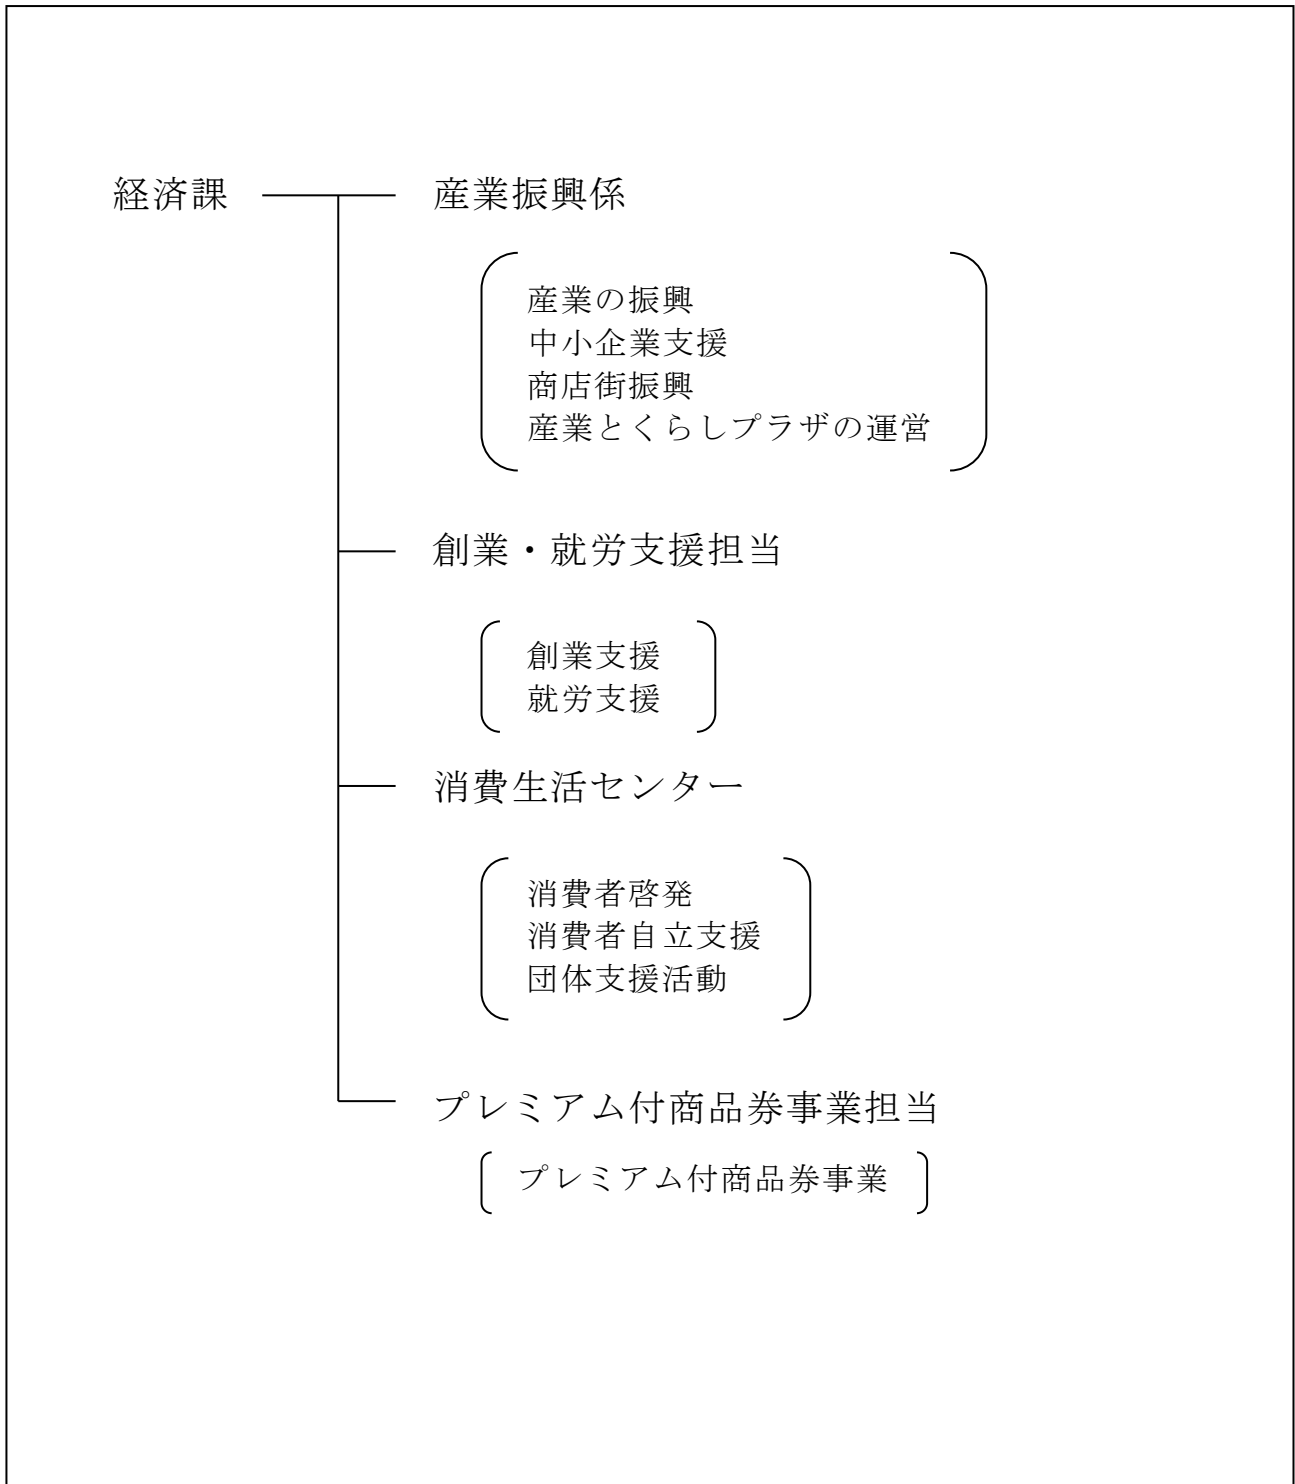 経済課 産業振興係
産業の振興
中小企業支援
商店街振興
産業とくらしプラザの運営
創業・就労支援担当
創業支援
就労支援
消費生活センター
消費者啓発
消費者自立支援
団体支援活動
プレミアム付商品券事業担当
プレミアム付商品券事業